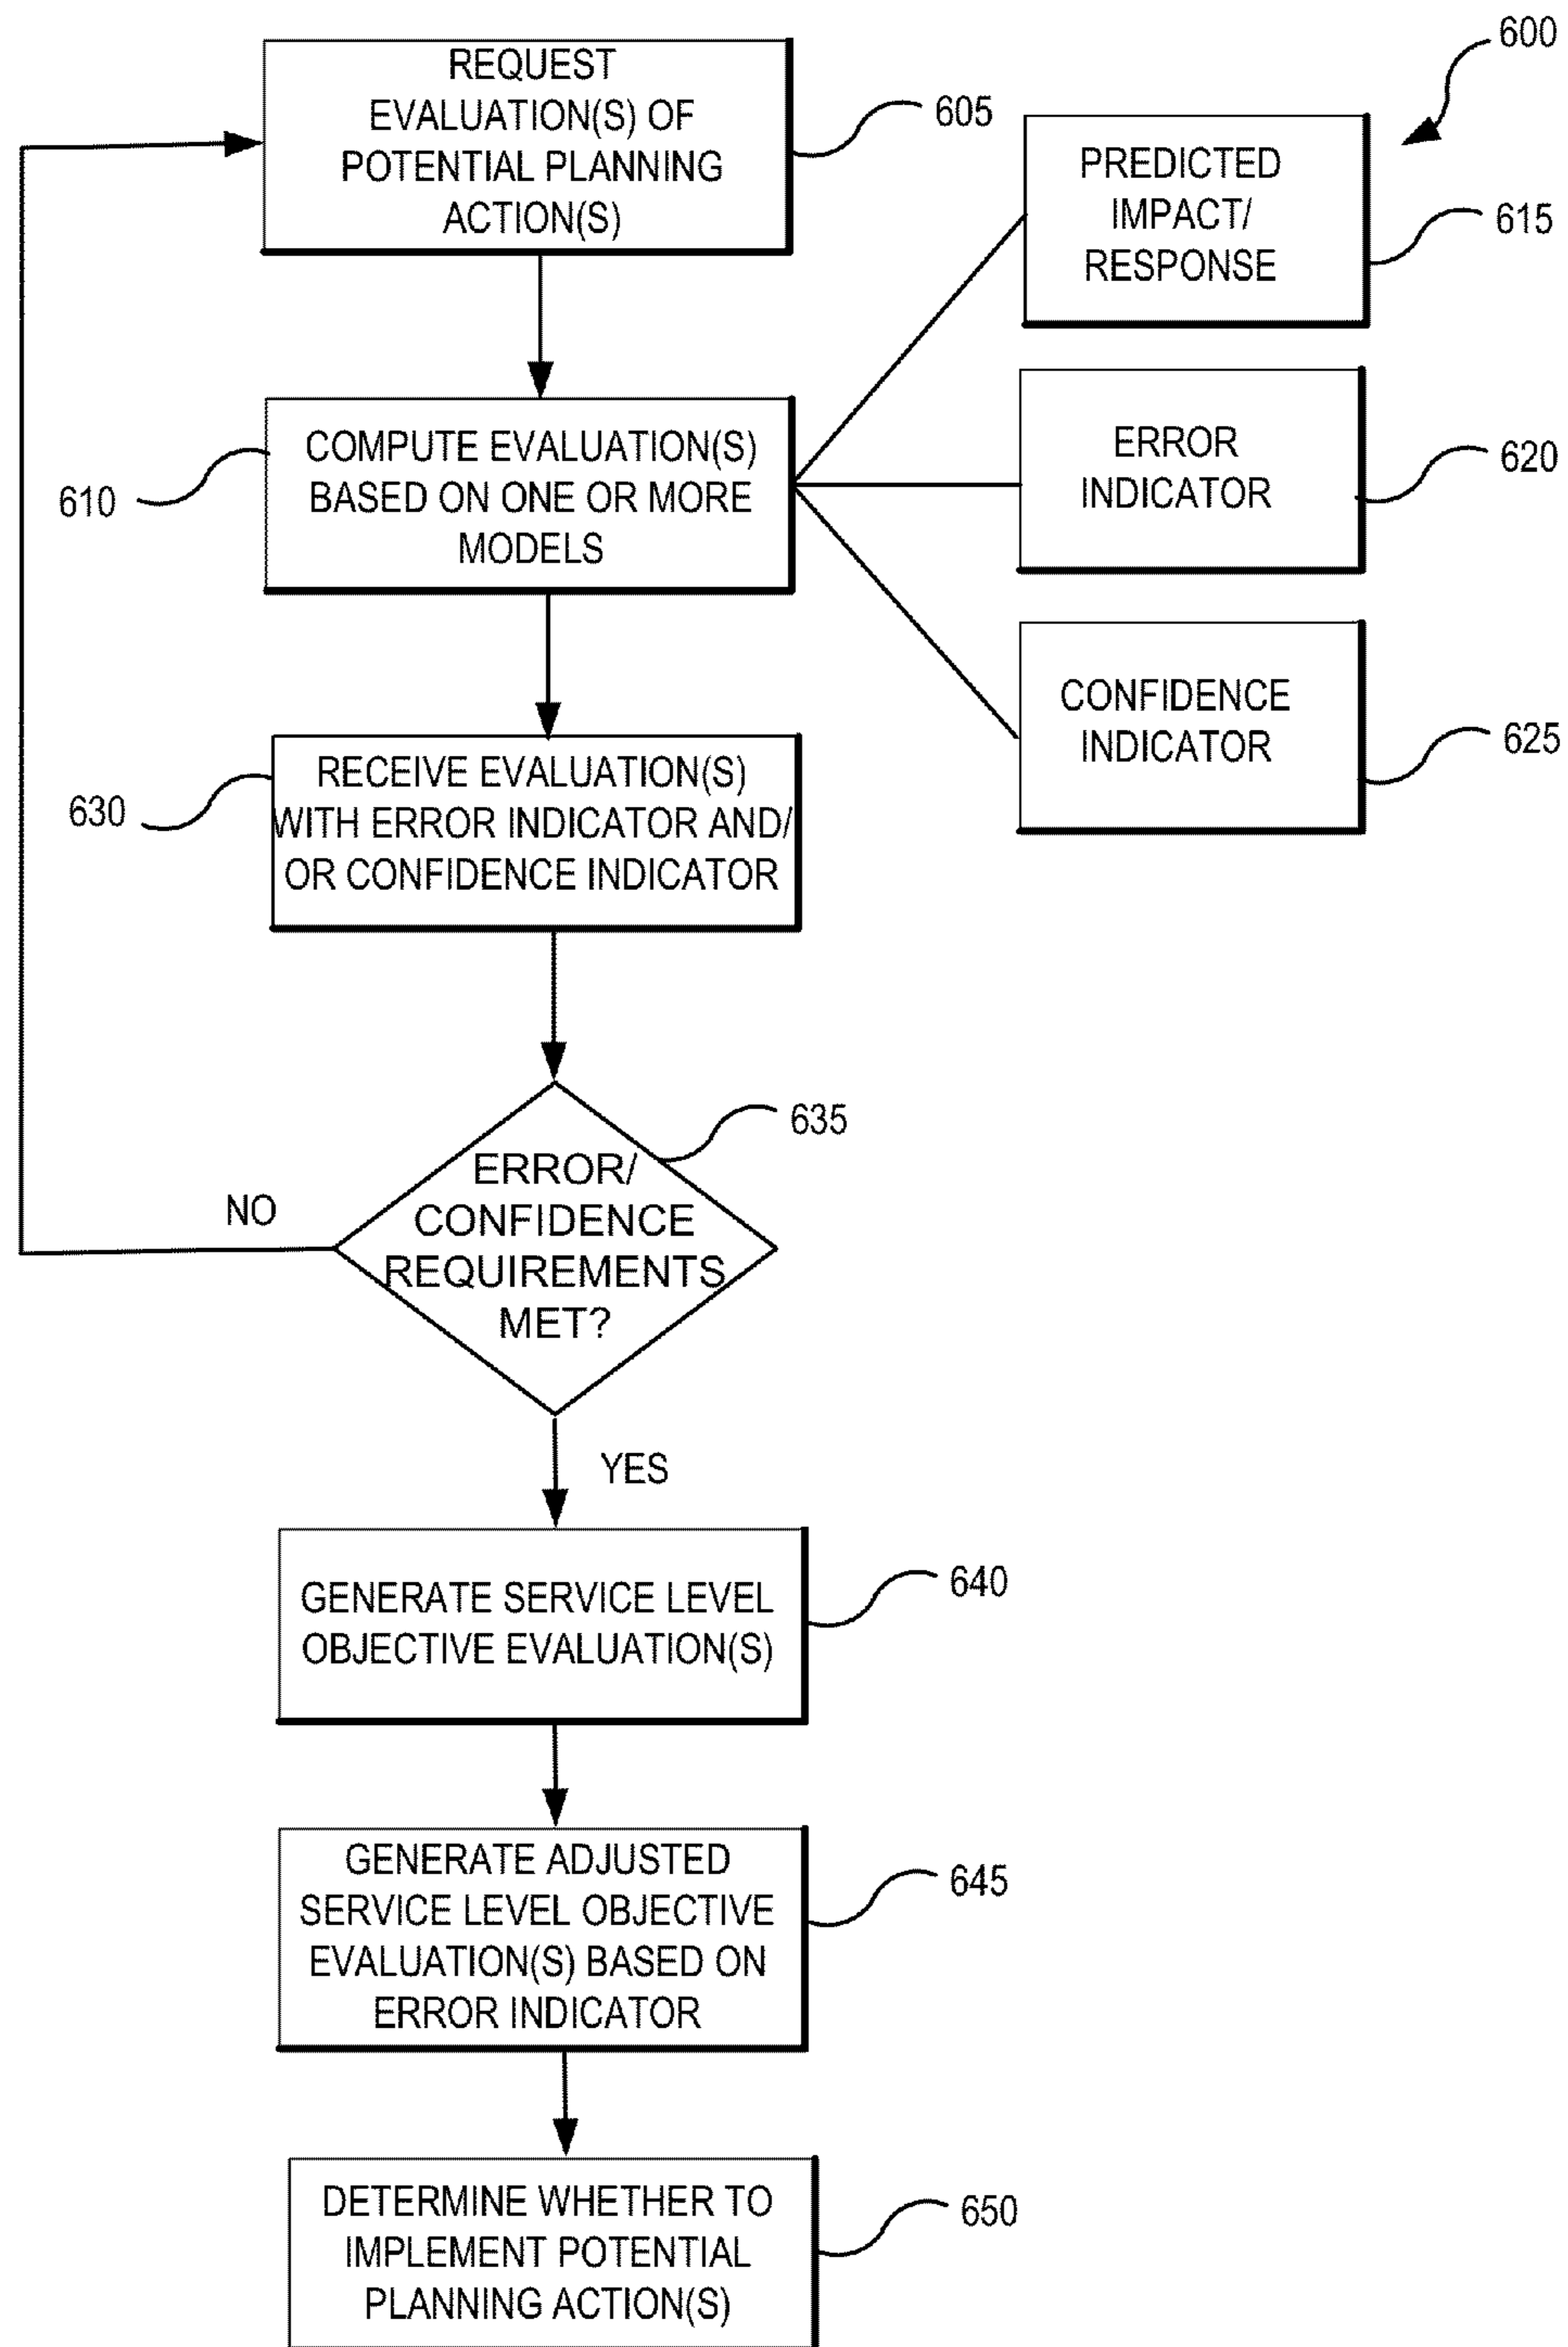 600
REQUEST
EVALUATION(S) OF
POTENTIAL PLANNING
ACTION(S)
605
PREDICTED
IMPACT/
RESPONSE
615
COMPUTE EVALUATION(S)
BASED ON ONE OR MORE
MODELS
610
ERROR
INDICATOR
620
CONFIDENCE
INDICATOR
625
RECEIVE EVALUATION(S)
WITH ERROR INDICATOR AND/
OR CONFIDENCE INDICATOR
630
ERROR/
CONFIDENCE
REQUIREMENTS
MET?
635
NO
YES
GENERATE SERVICE LEVEL
OBJECTIVE EVALUATION(S)
640
GENERATE ADJUSTED
SERVICE LEVEL OBJECTIVE
EVALUATION(S) BASED ON
ERROR INDICATOR
645
DETERMINE WHETHER TO
IMPLEMENT POTENTIAL
PLANNING ACTION(S)
650